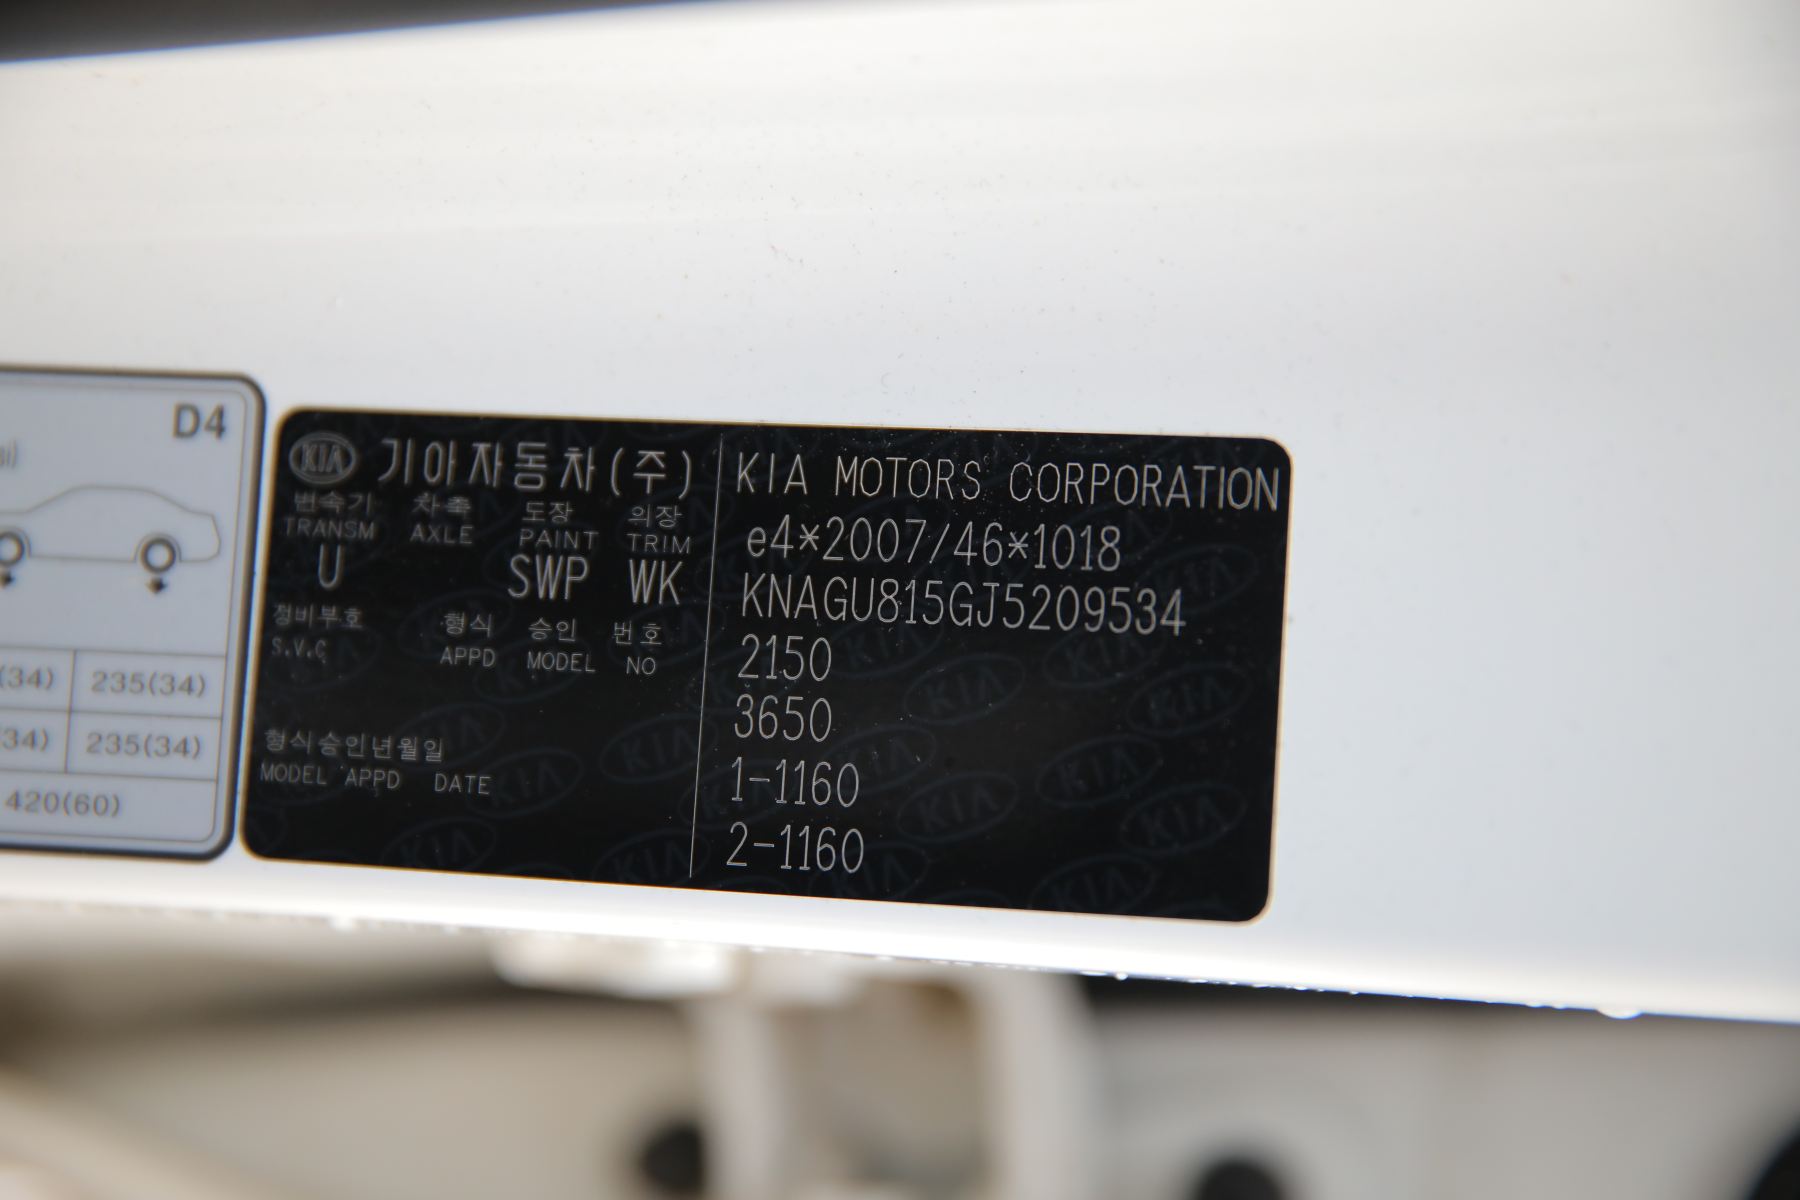 D4
235(34)
235(34)
420(60)
KIA 기아자동차(주)
변속기 차축 도장 의장
TRANSM AXLE PAINT TRIM
U SWP WK
정비부호 형식 승인 번호
S.V.C APPD MODEL NO
형식승인년월일
MODEL APPD DATE
KIA MOTORS CORPORATION
e4*2007/46*1018
KNAGU815GJ5209534
2150
3650
1-1160
2-1160